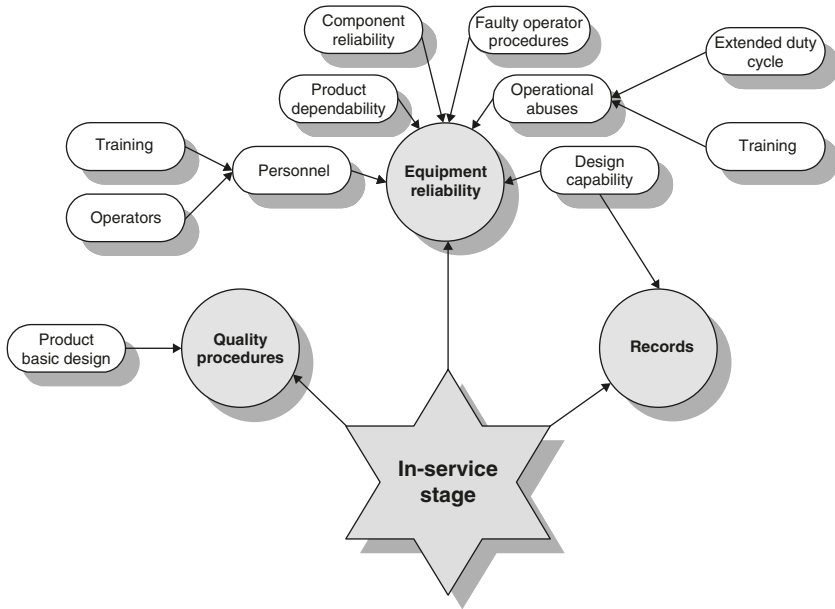 Component
reliability
Faulty operator
procedures
Extended duty
cycle
Product
dependability
Operational
abuses
Training
Personnel
Equipment
reliability
Design
capability
Training
Operators
Product
basic design
Quality
procedures
Records
In-service
stage